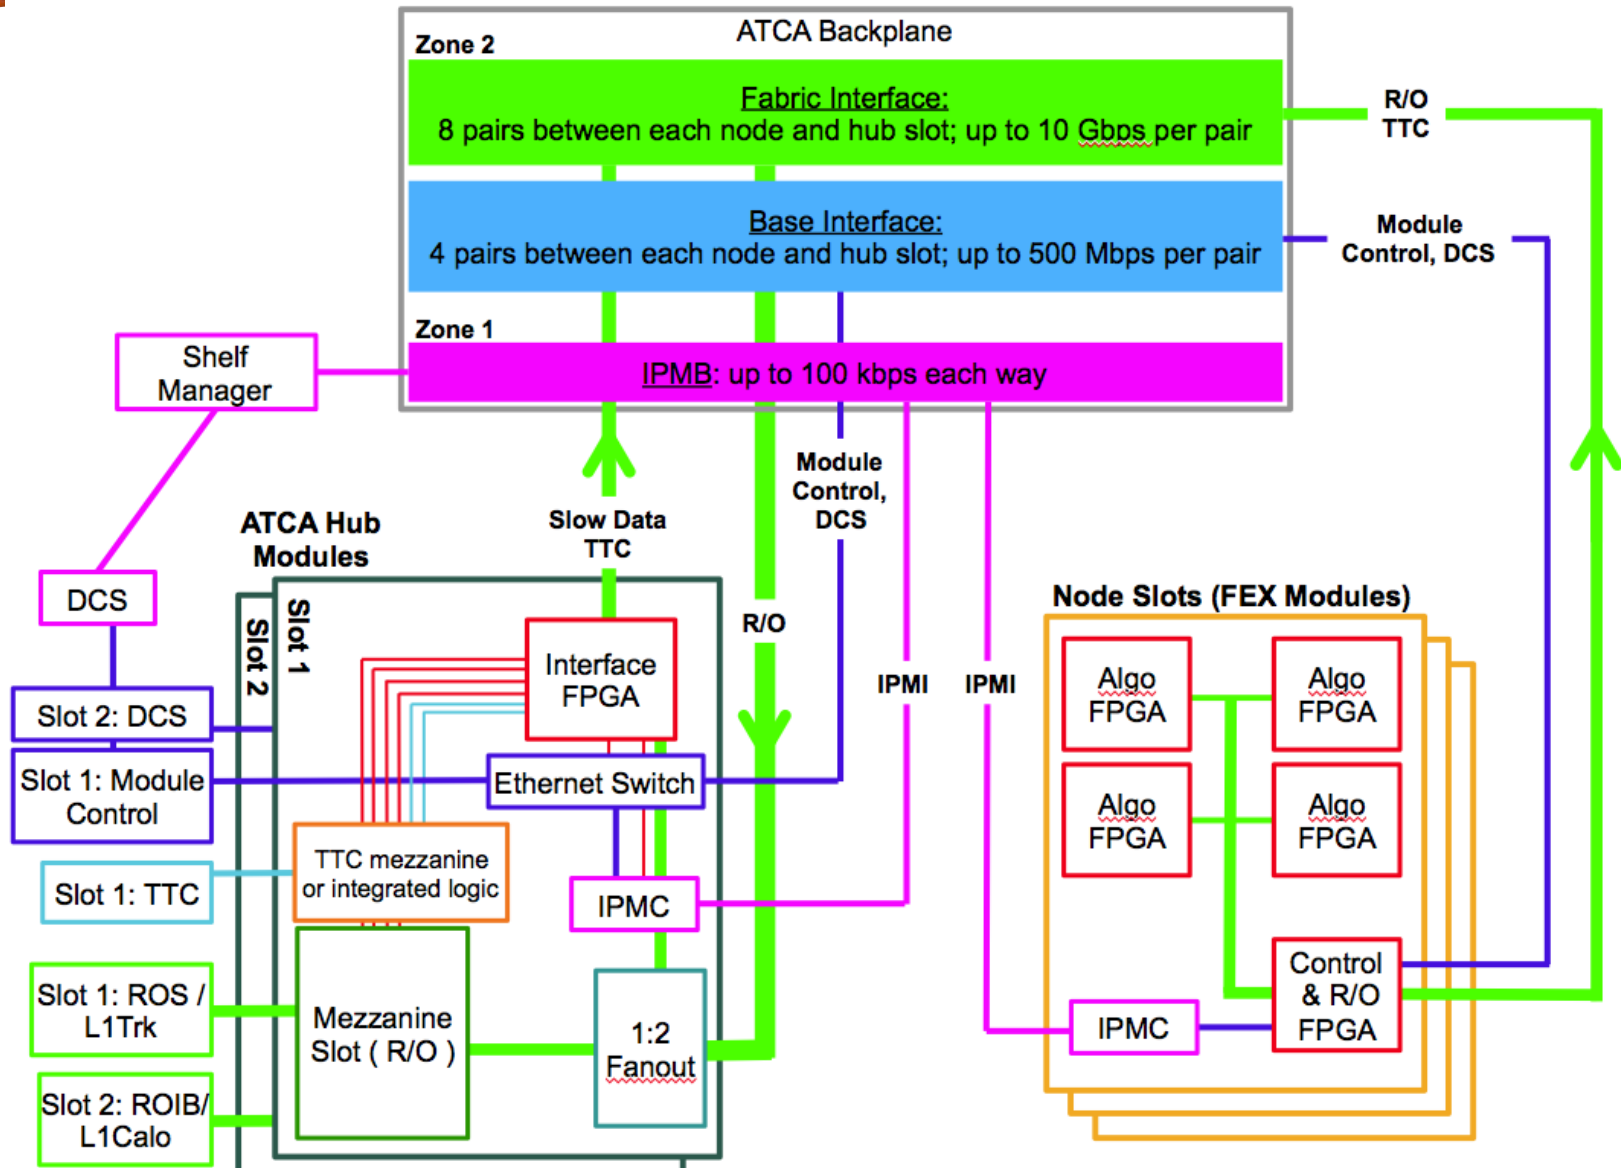 ATCA Backplane
Zone 2
Fabric Interface:
8 pairs between each node and hub slot; up to 10 Gbps per pair
R/O
TTC
Base Interface:
4 pairs between each node and hub slot; up to 500 Mbps per pair
Module
Control, DCS
Zone 1
IPMB: up to 100 kbps each way
Shelf
Manager
Module
Control,
DCS
ATCA Hub
Modules
Slow Data
TTC
DCS
Slot 1
Slot 2
R/O
Node Slots (FEX Modules)
Interface
FPGA
IPMI
IPMI
Algo
FPGA
Algo
FPGA
Slot 2: DCS
Slot 1: Module
Control
Ethernet Switch
Algo
FPGA
Algo
FPGA
TTC mezzanine
or integrated logic
Slot 1: TTC
IPMC
Slot 1: ROS /
L1Trk
Mezzanine
Slot ( R/O )
1:2
Fanout
IPMC
Control
& R/O
FPGA
Slot 2: ROIB/
L1Calo